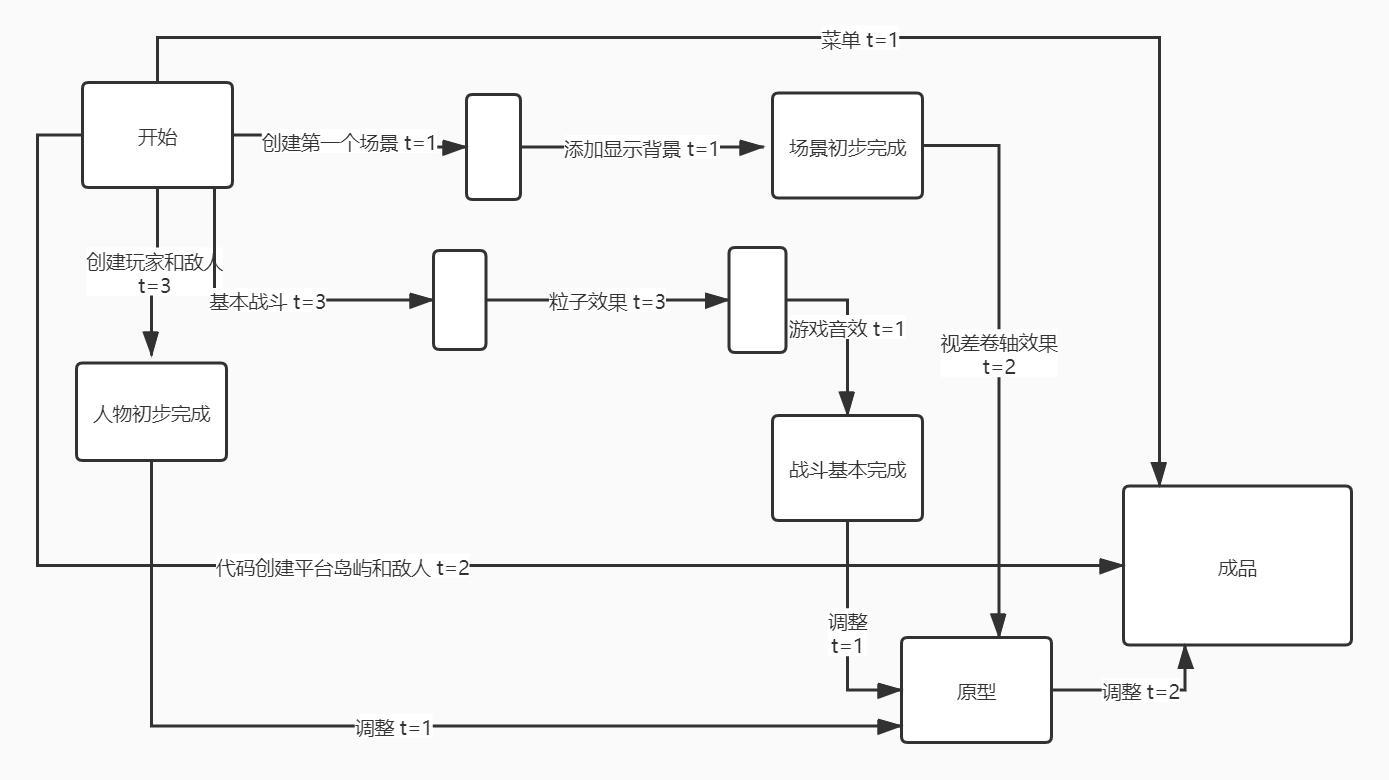 菜单 t=1
开始
创建第一个场景 t=1
添加显示背景 t=1
场景初步完成
创建玩家和敌人
t=3
基本战斗 t=3
粒子效果 t=3
游戏音效 t=1
视差卷轴效果
t=2
人物初步完成
战斗基本完成
代码创建平台岛屿和敌人 t=2
成品
调整
t=1
原型
调整 t=2
调整 t=1